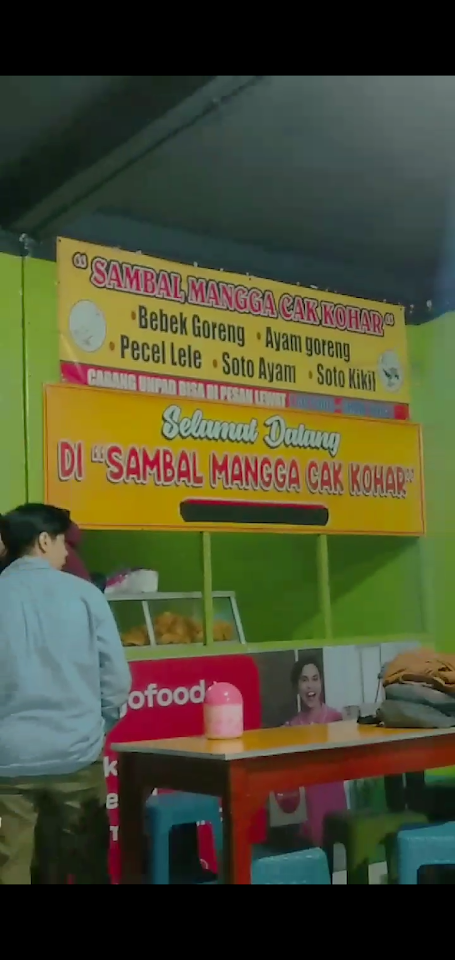 “SAMBAL MANGGA CAK KOHAR”
• Bebek Goreng • Ayam goreng
• Pecel Lele • Soto Ayam • Soto Kikil
CABANG UNPAD BISA DI PESAN LEWAT
Selamat Datang
DI “SAMBAL MANGGA CAK KOHAR”
ofood